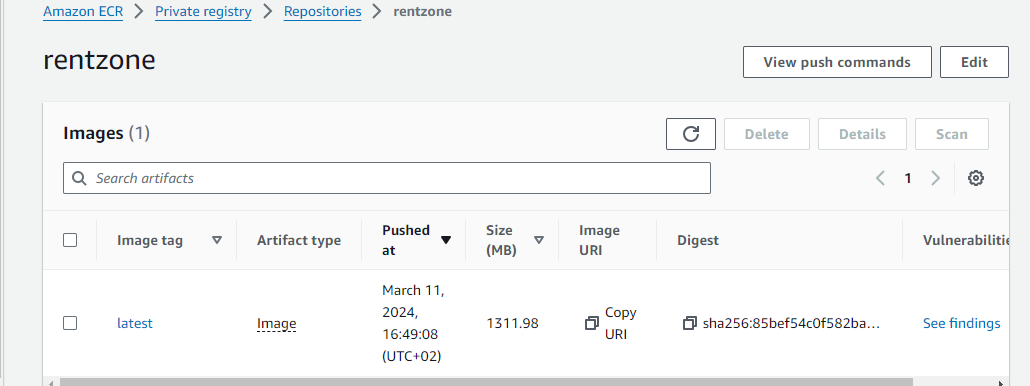 Amazon ECR > Private registry > Repositories > rentzone
rentzone
View push commands
Edit
Images (1)
Delete
Details
Scan
Search artifacts
1
Image tag
Artifact type
Pushed
at
Size
(MB)
Image
URI
Digest
latest
Image
March 11,
2024,
16:49:08
(UTC+02)
1311.98
Copy
URI
sha256:85bef54c0f582ba...
See findings